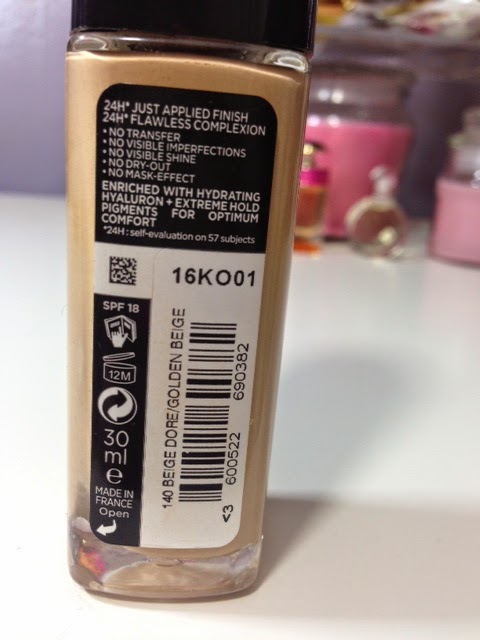 24H* JUST APPLIED FINISH
24H* FLAWLESS COMPLEXION
• NO TRANSFER
• NO VISIBLE IMPERFECTIONS
• NO VISIBLE SHINE
• NO DRY-OUT
• NO MASK-EFFECT
ENRICHED WITH HYDRATING
HYALURON + EXTREME HOLD
PIGMENTS FOR OPTIMUM
COMFORT
*24H : self-evaluation on 57 subjects
16KO01
SPF 18
12M
30
ml
e
MADE IN
FRANCE
Open
140 BEIGE DORE/GOLDEN BEIGE
<3 600522 690382